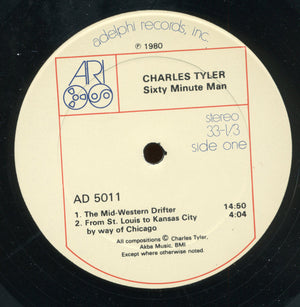 adelphi records, inc.
℗ 1980
ARI
CHARLES TYLER
Sixty Minute Man
stereo
33-1/3
side one
AD 5011
1. The Mid-Western Drifter 14:50
2. From St. Louis to Kansas City 4:04
by way of Chicago
All compositions © Charles Tyler,
Akba Music, BMI
Except where otherwise noted.